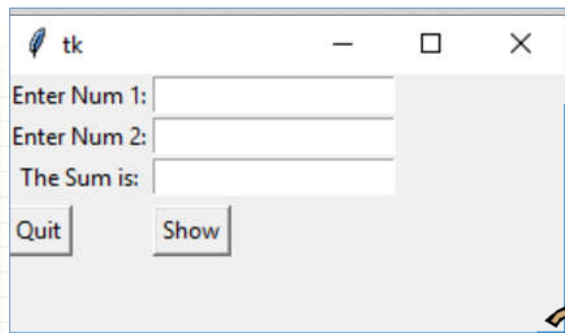 tk
Enter Num 1:
Enter Num 2:
The Sum is:
Quit Show